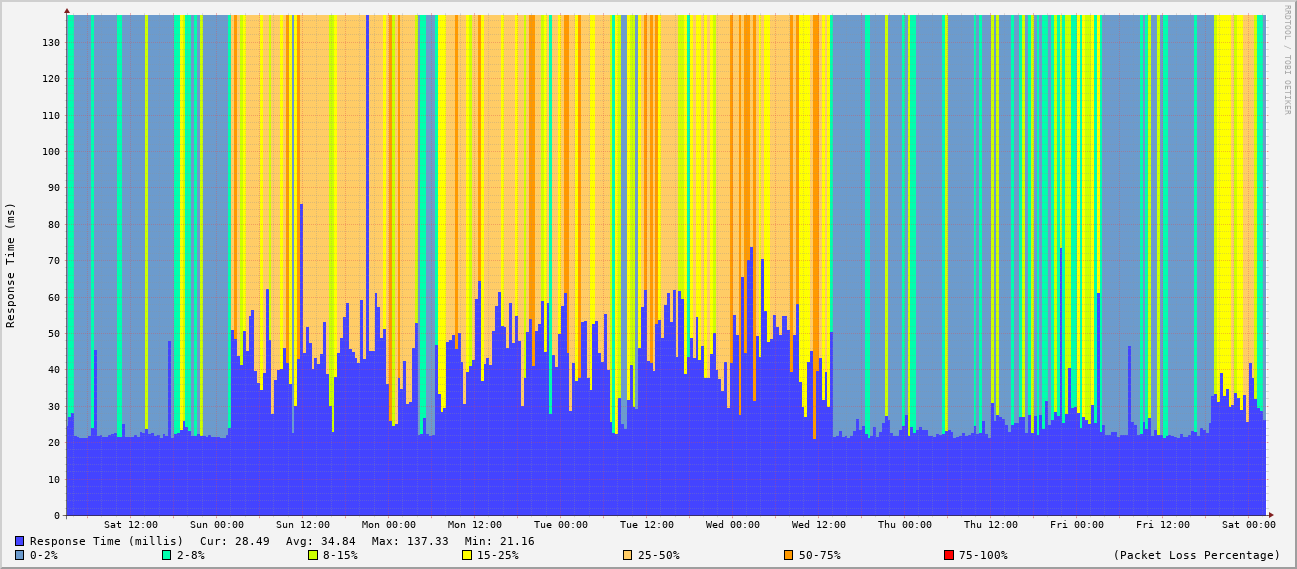 RRDTOOL / TOBI OETIKER
Response Time (ms)
130
120
110
100
90
80
70
60
50
40
30
20
10
0
Sat 12:00 Sun 00:00 Sun 12:00 Mon 00:00 Mon 12:00 Tue 00:00 Tue 12:00 Wed 00:00 Wed 12:00 Thu 00:00 Thu 12:00 Fri 00:00 Fri 12:00 Sat 00:00
Response Time (millis) Cur: 28.49 Avg: 34.84 Max: 137.33 Min: 21.16
0-2% 2-8% 8-15% 15-25% 25-50% 50-75% 75-100% (Packet Loss Percentage)